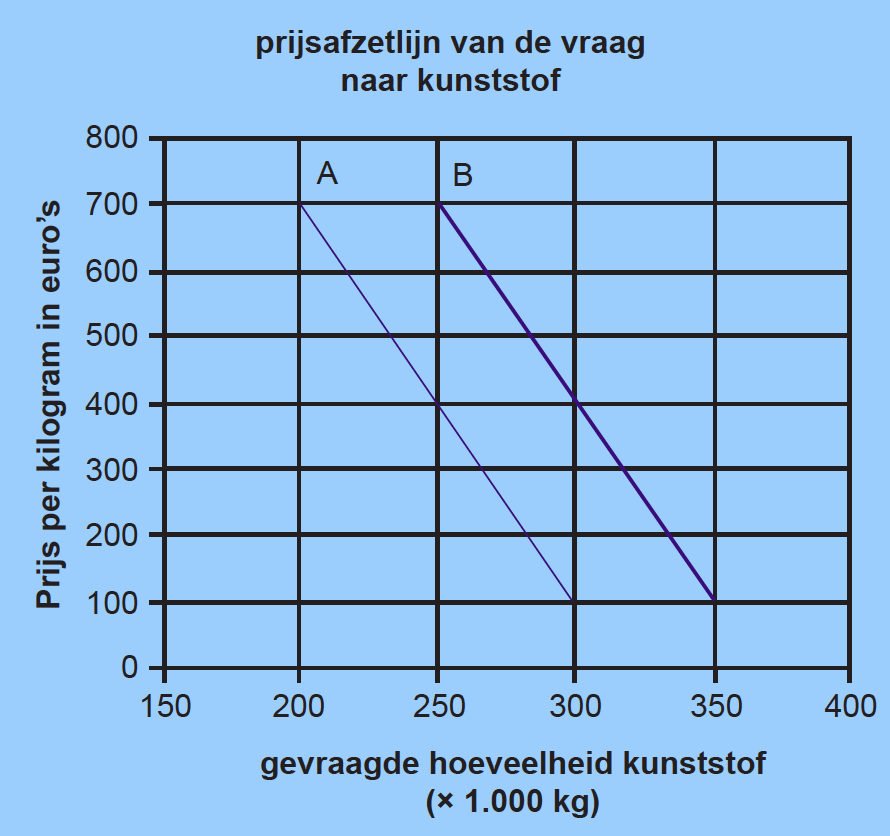 prijsafzetlijn van de vraag
naar kunststof
Prijs per kilogram in euro's
800
700
600
500
400
300
200
100
0
A
B
150 200 250 300 350 400
gevraagde hoeveelheid kunststof
(× 1.000 kg)